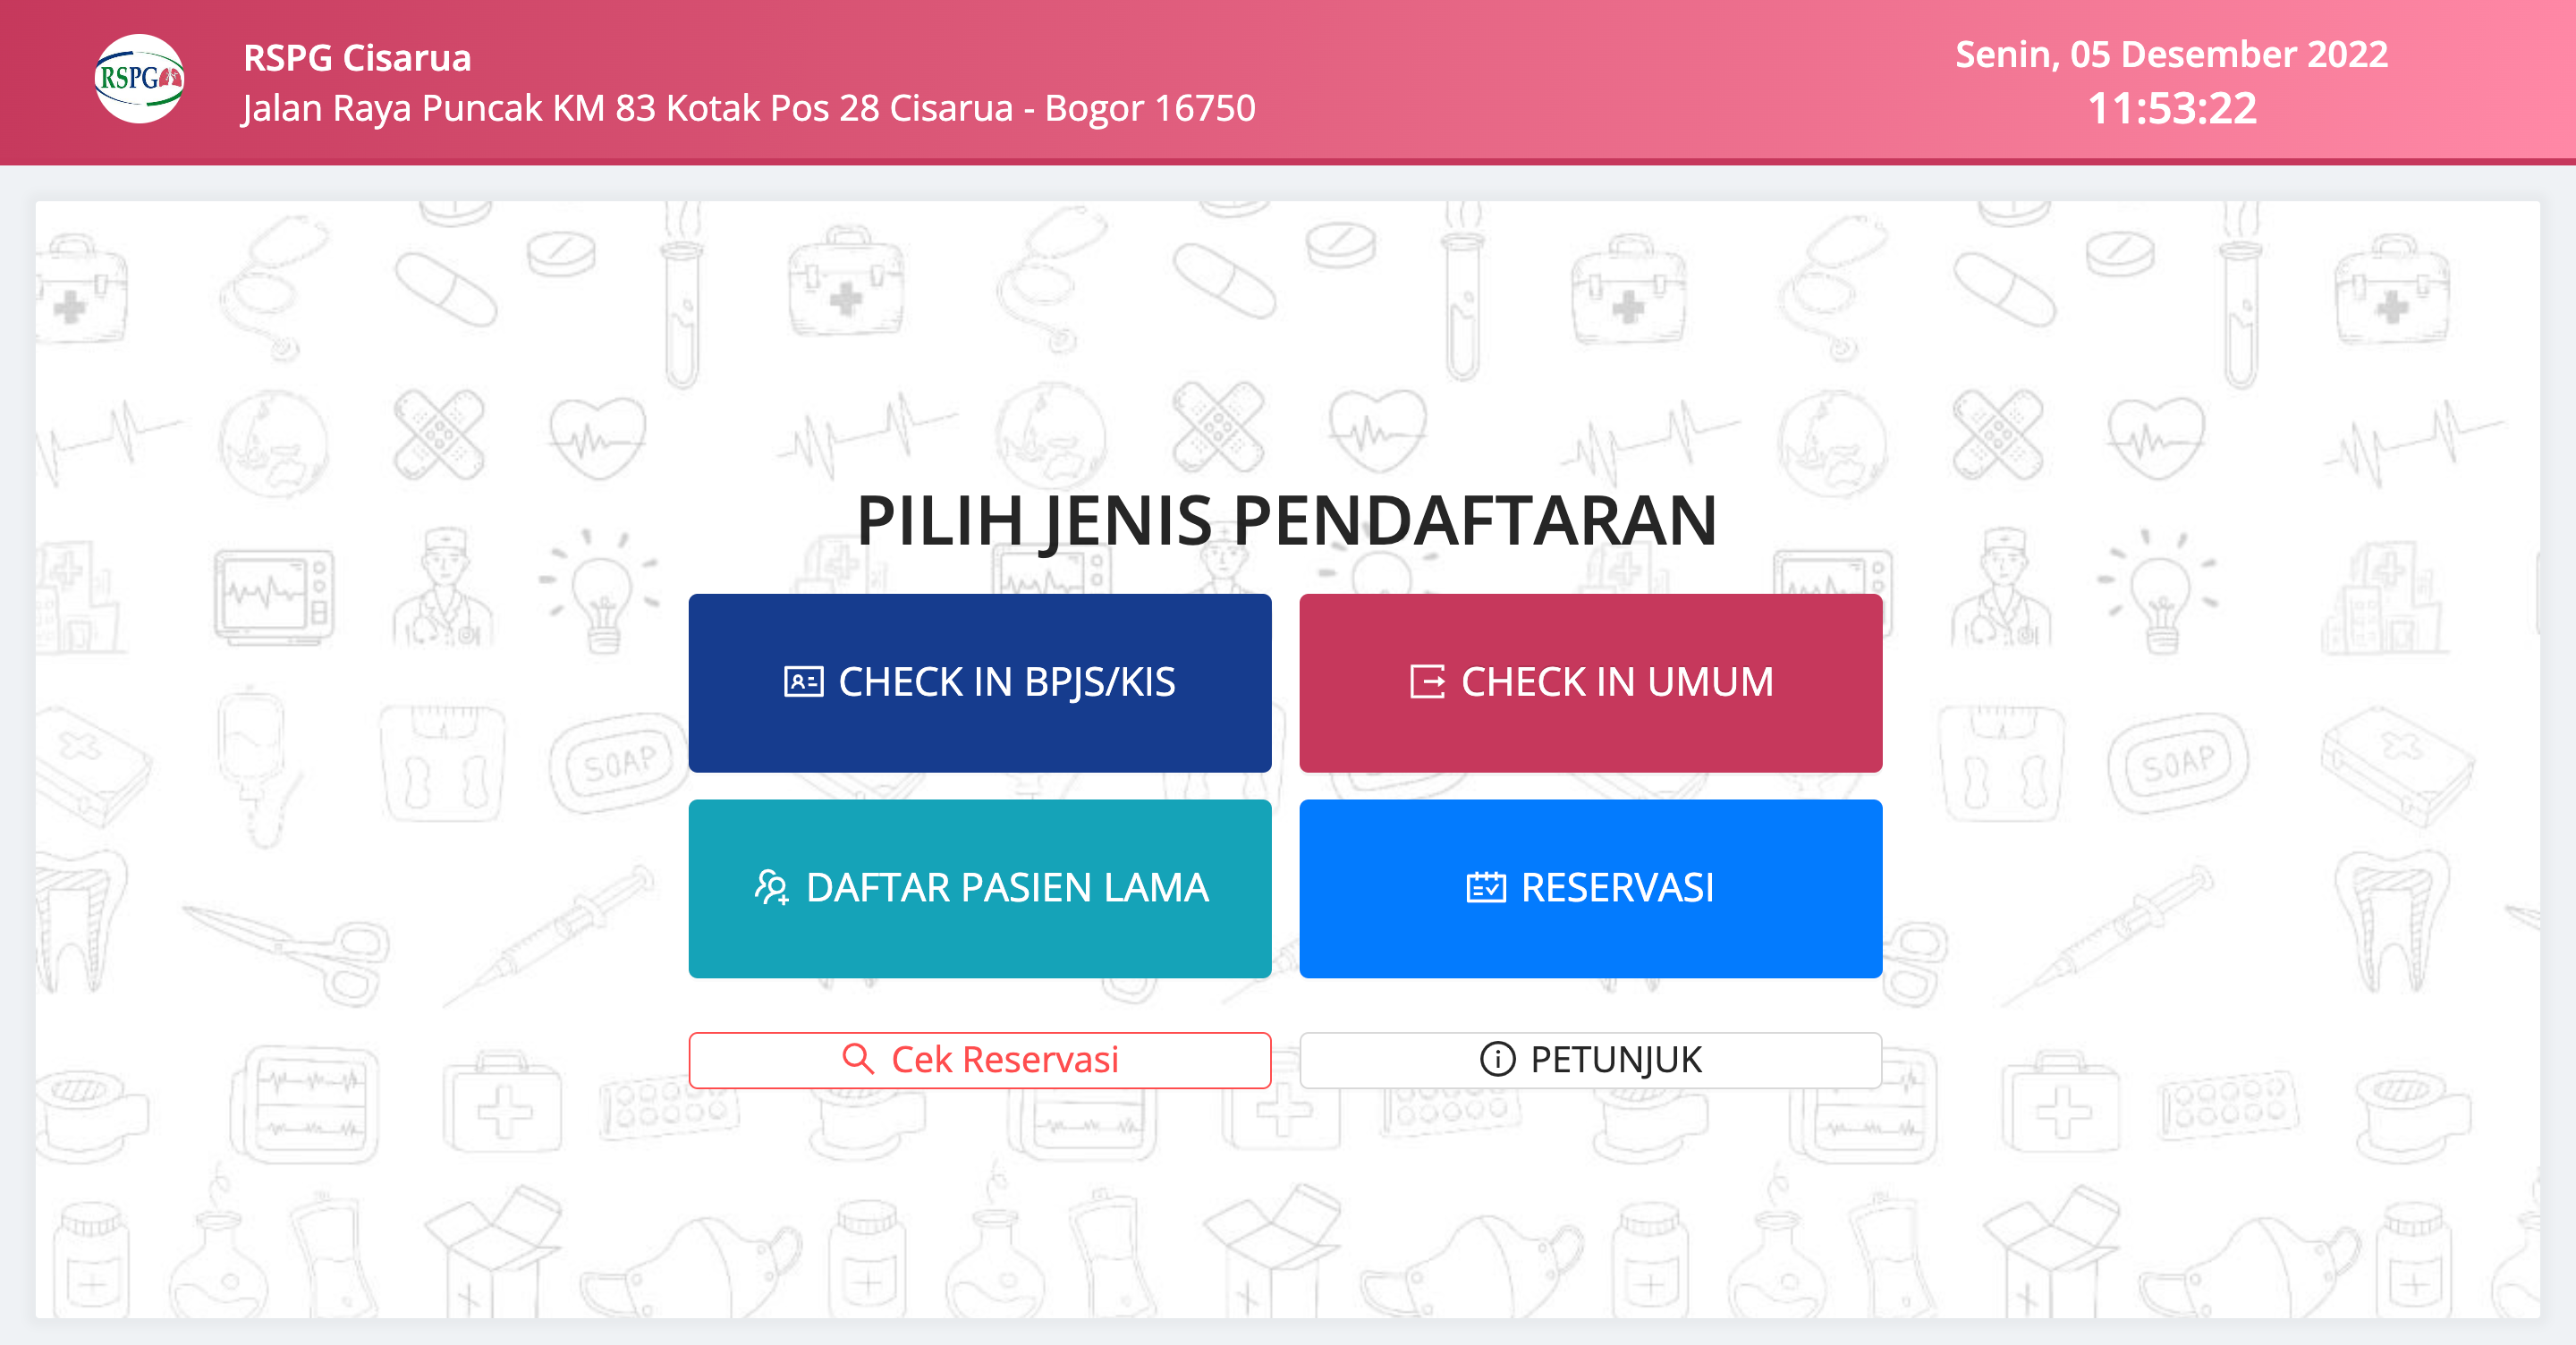 RSPG
RSPG Cisarua
Jalan Raya Puncak KM 83 Kotak Pos 28 Cisarua - Bogor 16750
Senin, 05 Desember 2022
11:53:22
PILIH JENIS PENDAFTARAN
CHECK IN BPJS/KIS
CHECK IN UMUM
SOAP
SOAP
DAFTAR PASIEN LAMA
RESERVASI
Cek Reservasi
PETUNJUK